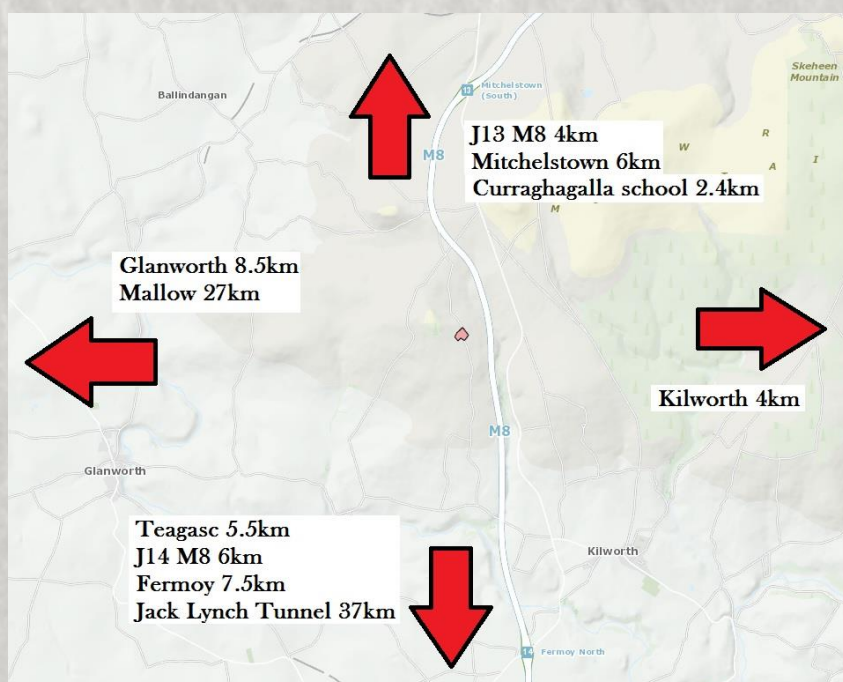 Skeheen
Mountain
Ballindangan
13
Mitchelstown
(South)
J13 M8 4km
Mitchelstown 6km
Curraghagalla school 2.4km
M8
W
R
A
I
M
Glanworth 8.5km
Mallow 27km
Kilworth 4km
M8
Glanworth
Teagasc 5.5km
J14 M8 6km
Fermoy 7.5km
Jack Lynch Tunnel 37km
Kilworth
14
Fermoy North